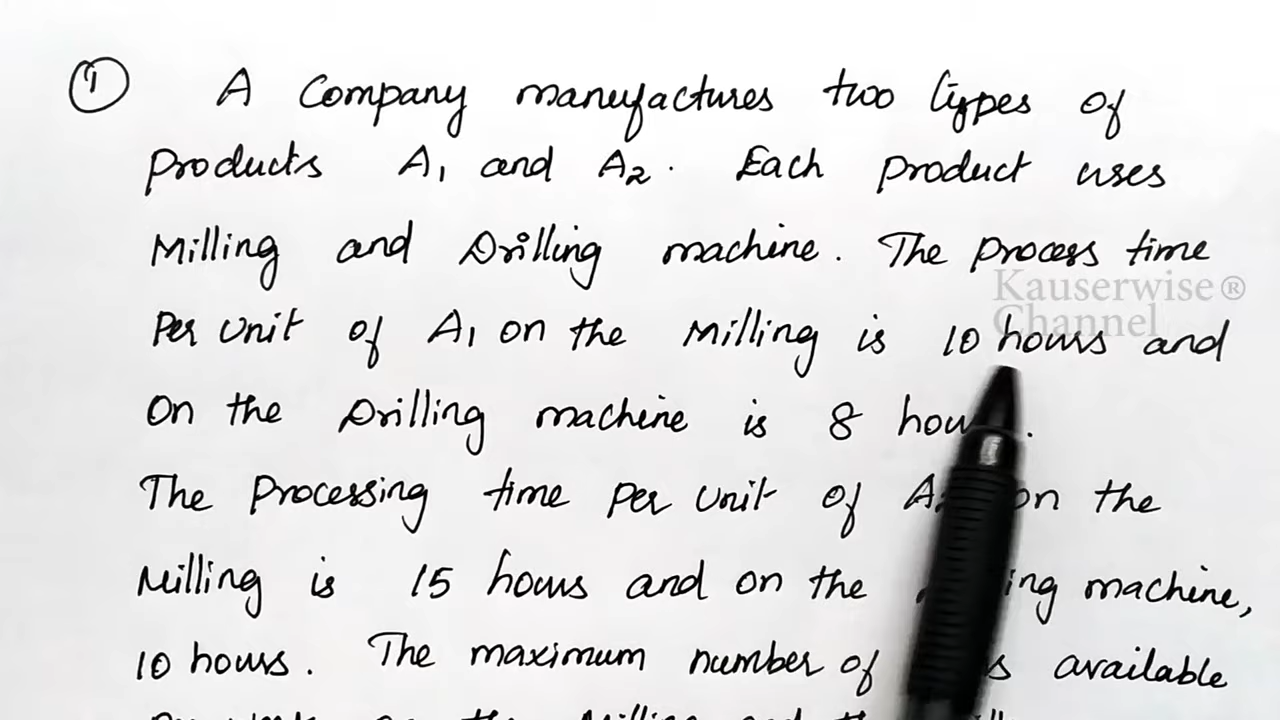 1 A Company manufactures two types of
Products A1 and A2. Each product uses
Milling and Drilling machine. The process time
Kauserwise®
Channel
Per unit of A1 on the Milling is 10 hours and
On the Drilling machine is 8
The Processing time Per unit of on the
Milling is 15 hours and on the machine,
10 hours. The maximum number of available